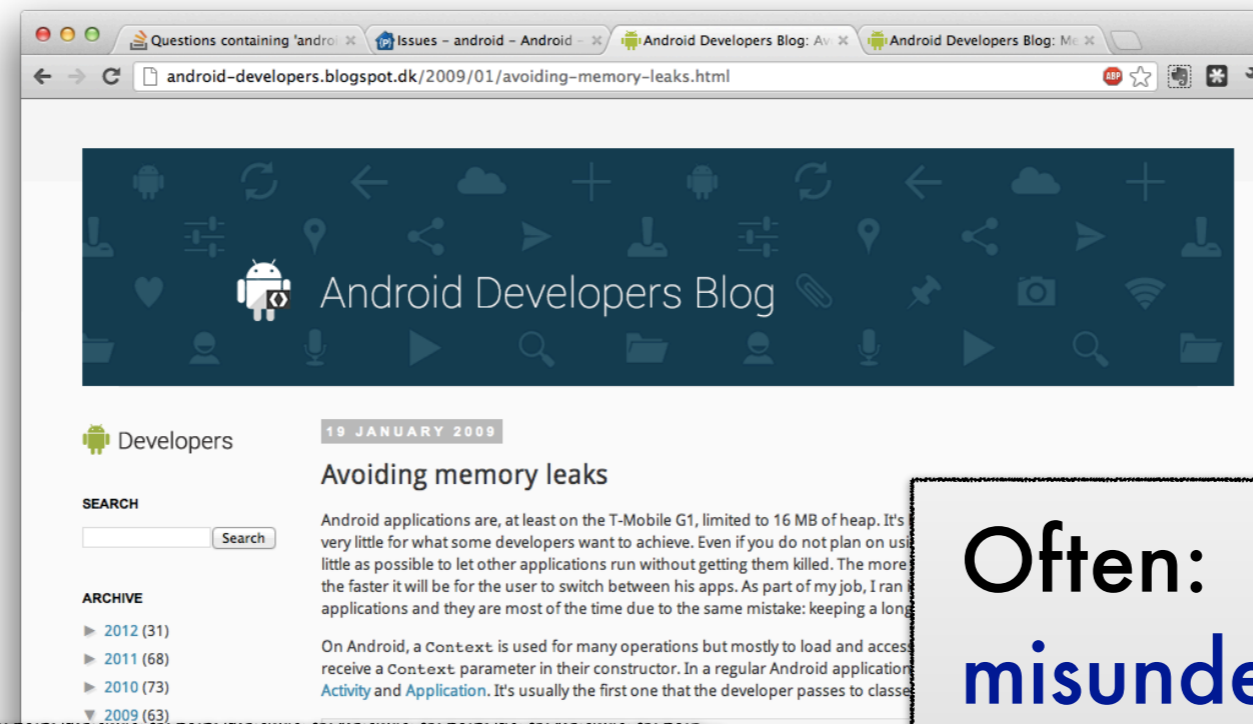 Questions containing 'androi
Issues – android – Android –
Android Developers Blog: Av
Android Developers Blog: Me
android-developers.blogspot.dk/2009/01/avoiding-memory-leaks.html
ABP
Android Developers Blog
Developers
SEARCH
Search
ARCHIVE
2012 (31)
2011 (68)
2010 (73)
2009 (63)
19 JANUARY 2009
Avoiding memory leaks
Android applications are, at least on the T-Mobile G1, limited to 16 MB of heap. It's
very little for what some developers want to achieve. Even if you do not plan on usi
little as possible to let other applications run without getting them killed. The more
the faster it will be for the user to switch between his apps. As part of my job, I ran
applications and they are most of the time due to the same mistake: keeping a long
On Android, a Context is used for many operations but mostly to load and acces
receive a Context parameter in their constructor. In a regular Android application
Activity and Application. It's usually the first one that the developer passes to classe
Often:
misunde